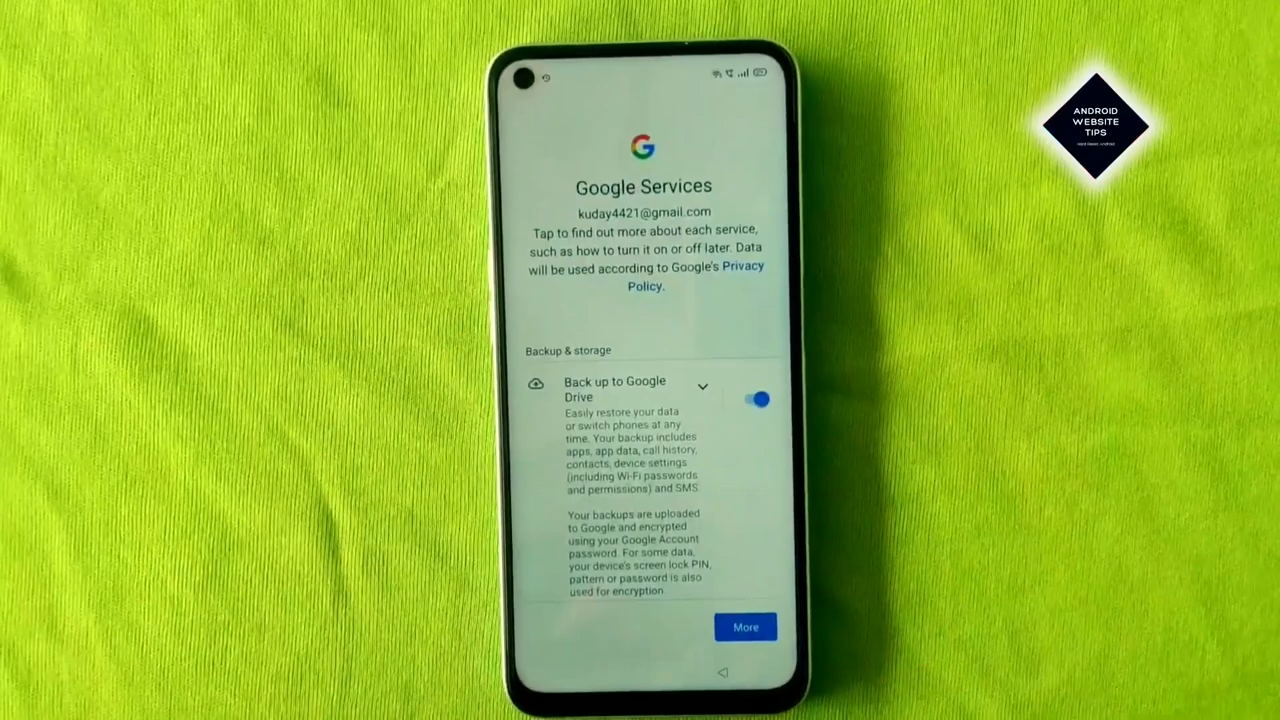 Google Services
kuday4421@gmail.com
Tap to find out more about each service,
such as how to turn it on or off later. Data
will be used according to Google's Privacy
Policy.
Backup & storage
Back up to Google
Drive
Easily restore your data
or switch phones at any
time. Your backup includes
apps, app data, call history,
contacts, device settings
(including Wi-Fi passwords
and permissions) and SMS.
Your backups are uploaded
to Google and encrypted
using your Google Account
password. For some data,
your device's screen lock PIN,
pattern or password is also
used for encryption.
More
ANDROID
WEBSITE
TIPS
Hard Reset Android